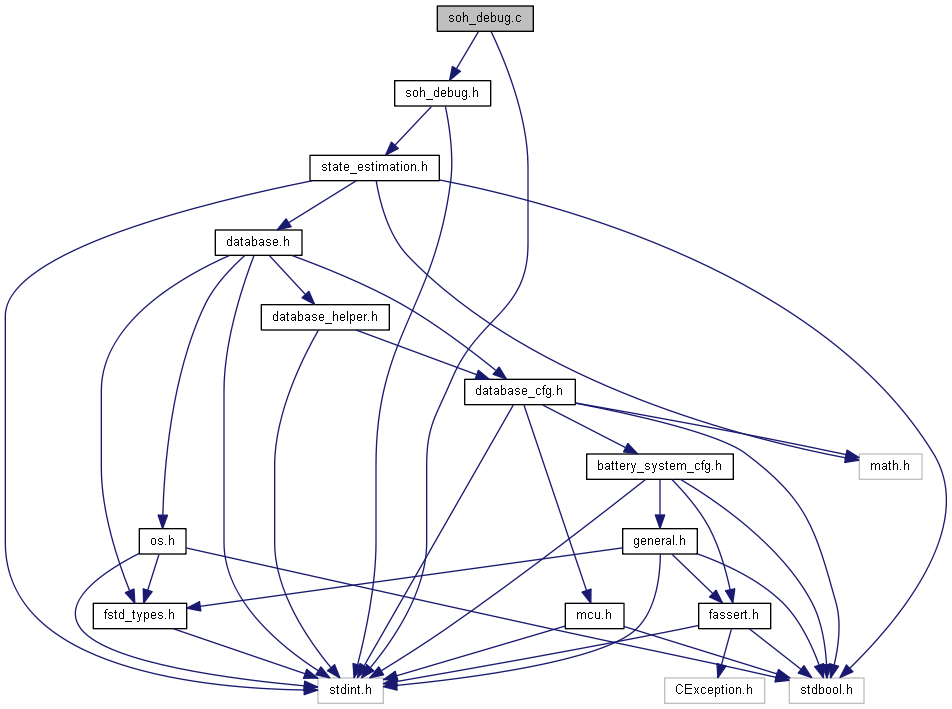 soh_debug.c
soh_debug.h
state_estimation.h
database.h
database_helper.h
database_cfg.h
battery_system_cfg.h
math.h
os.h
general.h
fstd_types.h
mcu.h
fassert.h
stdint.h
CException.h
stdbool.h